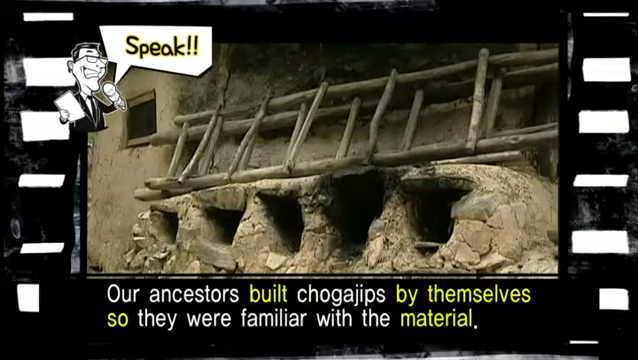 Speak!!
Our ancestors built chogajips by themselves
so they were familiar with the material.